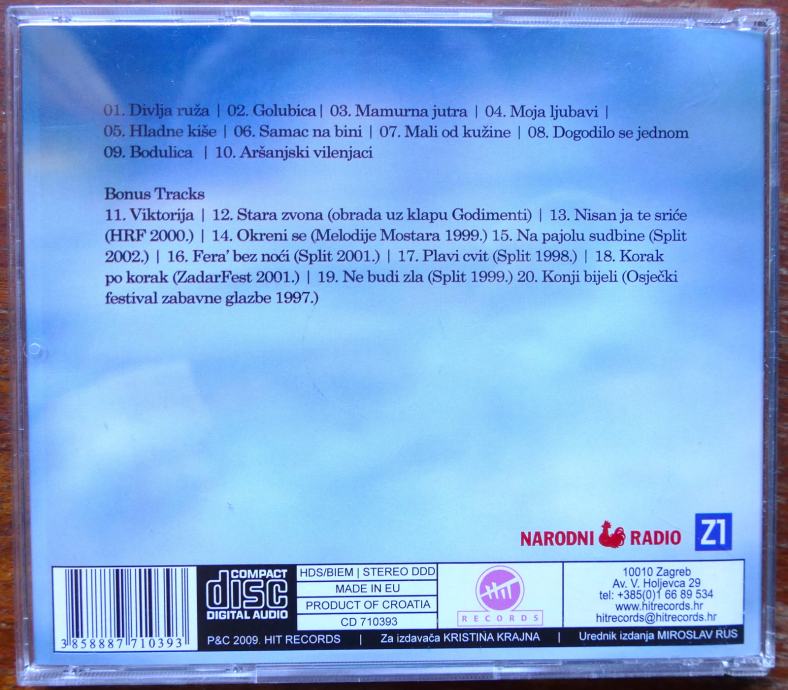 01. Divlja ruža | 02. Golubica| 03. Mamurna jutra | 04. Moja ljubavi |
05. Hladne kiše | 06. Samac na bini | 07. Mali od kužine | 08. Dogodilo se jednom
09. Bodulica | 10. Aršanjski vilenjaci
Bonus Tracks
11. Viktorija | 12. Stara zvona (obrada uz klapu Godimenti) | 13. Nisan ja te sriće
(HRF 2000.) | 14. Okreni se (Melodije Mostara 1999.) 15. Na pajolu sudbine (Split
2002.) | 16. Fera' bez noći (Split 2001.) | 17. Plavi cvit (Split 1998.) | 18. Korak
po korak (ZadarFest 2001.) | 19. Ne budi zla (Split 1999.) 20. Konji bijeli (Osječki
festival zabavne glazbe 1997.)
NARODNI RADIO Z1
3 858887 710393
COMPACT
disc
DIGITAL AUDIO
HDS/BIEM | STEREO DDD
MADE IN EU
PRODUCT OF CROATIA
CD 710393
HIT
RECORDS
10010 Zagreb
Av. V. Holjevca 29
tel: +385(0)1 66 89 534
www.hitrecords.hr
hitrecords@hitrecords.hr
P&C 2009. HIT RECORDS | Za izdavača KRISTINA KRAJNA | Urednik izdanja MIROSLAV RUS